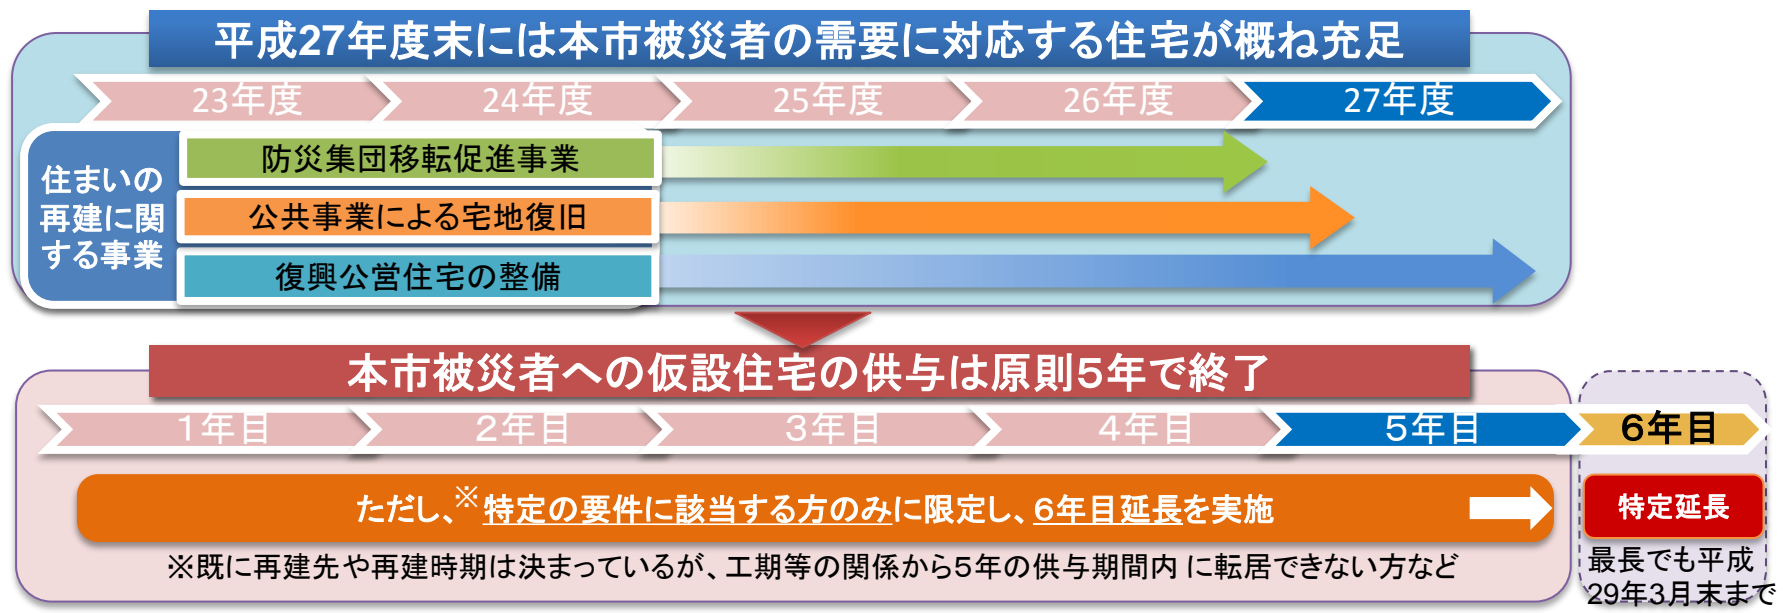 平成27年度末には本市被災者の需要に対応する住宅が概ね充足
23年度
24年度
25年度
26年度
27年度
住まいの
再建に関
する事業
防災集団移転促進事業
公共事業による宅地復旧
復興公営住宅の整備
本市被災者への仮設住宅の供与は原則5年で終了
1年目
2年目
3年目
4年目
5年目
6年目
ただし、※特定の要件に該当する方のみに限定し、6年目延長を実施
特定延長
※既に再建先や再建時期は決まっているが、工期等の関係から5年の供与期間内 に転居できない方など
最長でも平成
29年3月末まで